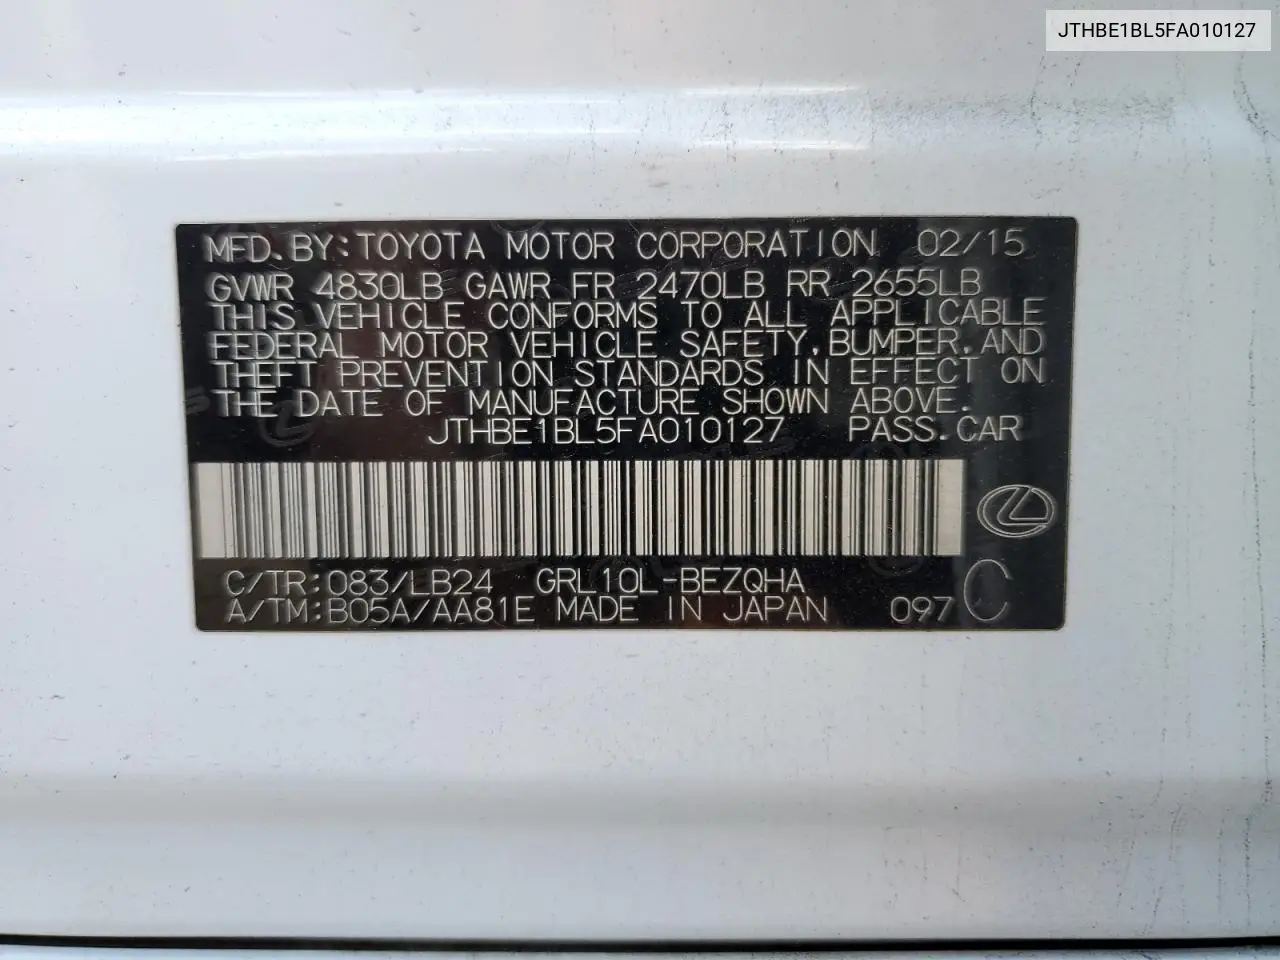 JTHBE1BL5FA010127
MFD.BY:TOYOTA MOTOR CORPORATION 02/15
GVWR 4830LB GAWR FR 2470LB RR 2655LB
THIS VEHICLE CONFORMS TO ALL APPLICABLE
FEDERAL MOTOR VEHICLE SAFETY,BUMPER,AND
THEFT PREVENTION STANDARDS IN EFFECT ON
THE DATE OF MANUFACTURE SHOWN ABOVE.
JTHBE1BL5FA010127 PASS.CAR
C/TR:083/LB24 GRL10L-BEZQHA
A/TM:B05A/AA81E MADE IN JAPAN 097 C